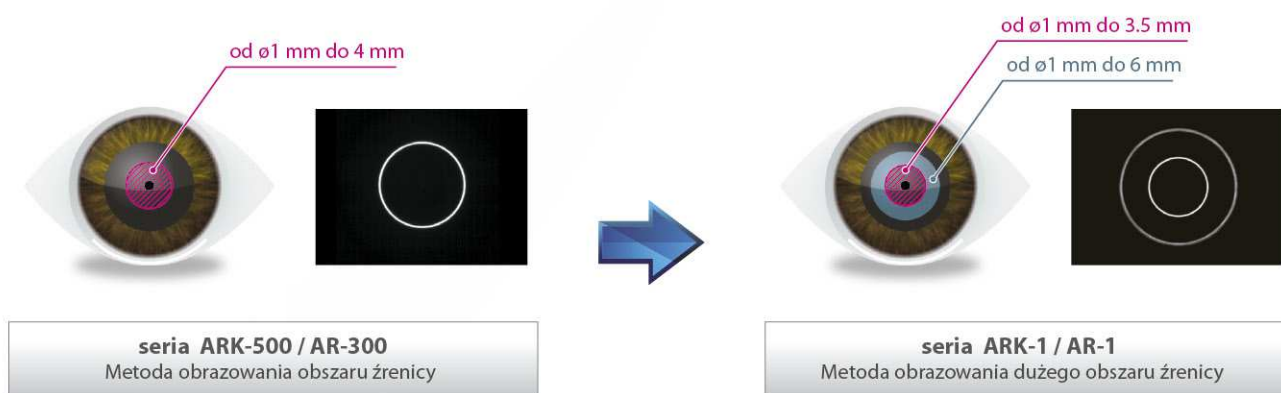 od ø1 mm do 4 mm
od ø1 mm do 3.5 mm
od ø1 mm do 6 mm
seria ARK-500 / AR-300
Metoda obrazowania obszaru źrenicy
seria ARK-1 / AR-1
Metoda obrazowania dużego obszaru źrenicy